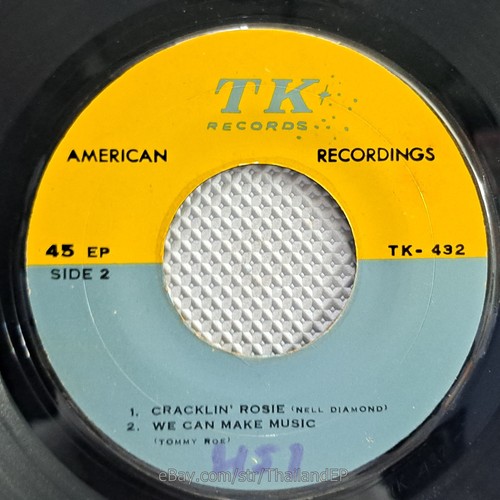 TK
RECORDS
AMERICAN RECORDINGS
45 EP TK- 432
SIDE 2
1. CRACKLIN' ROSIE (NELL DIAMOND)
2. WE CAN MAKE MUSIC
(TOMMY ROE)
451
eBay.com/str/ThailandEP